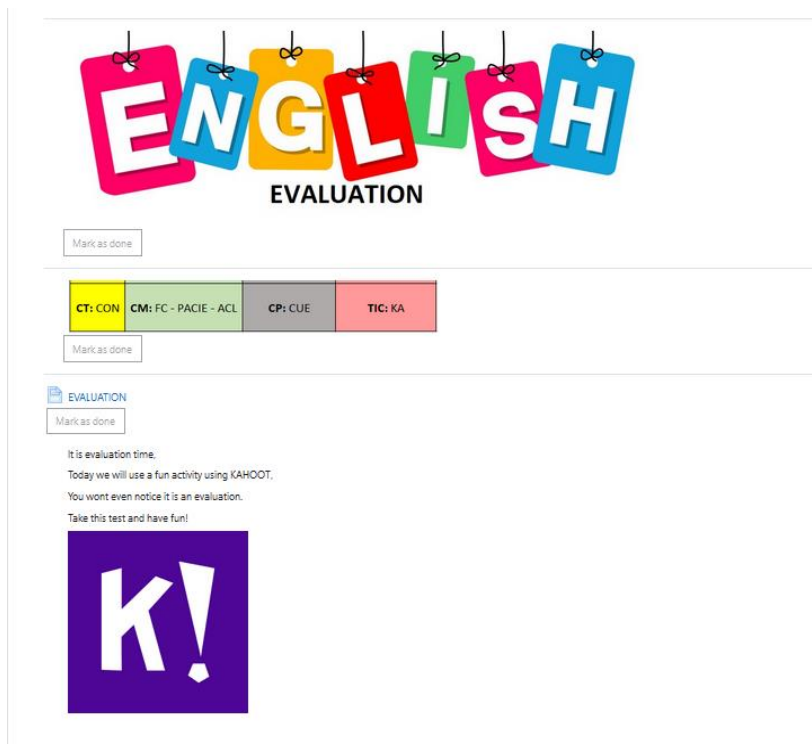 ENGLISH
EVALUATION
Mark as done
CT: CON CM: FC - PACIE - ACL CP: CUE TIC: KA
Mark as done
EVALUATION
Mark as done
It is evaluation time,
Today we will use a fun activity using KAHOOT,
You wont even notice it is an evaluation.
Take this test and have fun!
K!